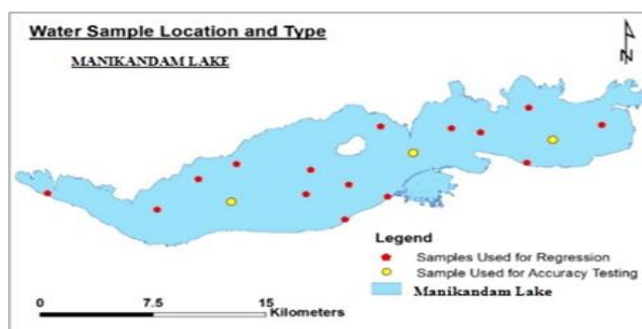 Water Sample Location and Type
MANIKANDAM LAKE
N
Legend
Samples Used for Regression
Sample Used for Accuracy Testing
Manikandam Lake
0 7.5 15
Kilometers